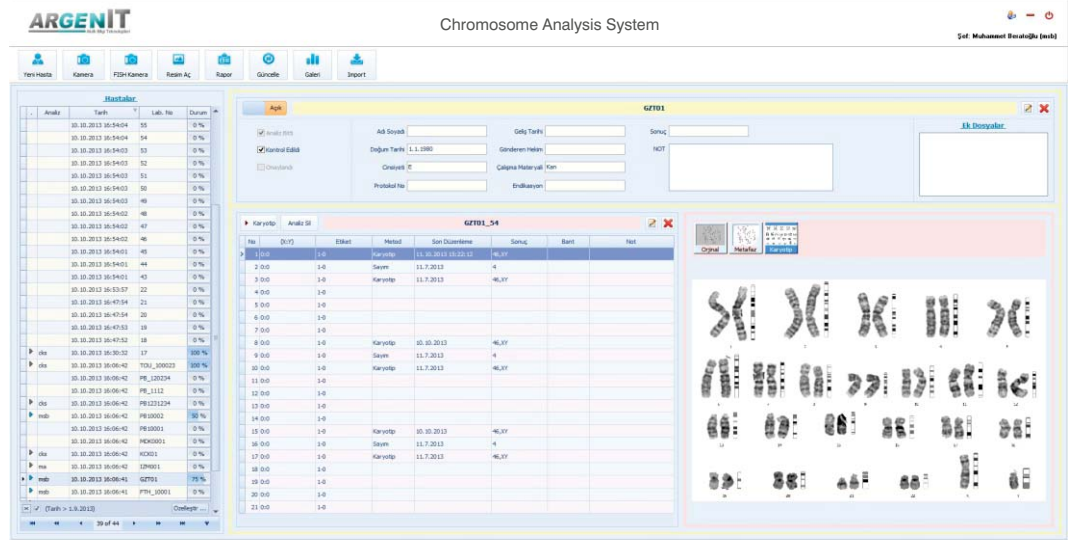 ARGENIT
Chromosome Analysis System
Şef: Muhammet Beratoğlu (msb)
Yeni Hasta Kamera FISH Kamera Resim Aç Rapor Güncelle Galeri Import
Hastalar
Analiz Tarih Lab. No Durum
10.10.2013 16:54:04 55 0 %
10.10.2013 16:54:04 54 0 %
10.10.2013 16:54:03 53 0 %
10.10.2013 16:54:03 52 0 %
10.10.2013 16:54:03 51 0 %
10.10.2013 16:54:03 50 0 %
10.10.2013 16:54:03 49 0 %
10.10.2013 16:54:02 48 0 %
10.10.2013 16:54:02 47 0 %
10.10.2013 16:54:02 46 0 %
10.10.2013 16:54:01 45 0 %
10.10.2013 16:54:01 44 0 %
10.10.2013 16:54:01 43 0 %
10.10.2013 16:53:57 22 0 %
10.10.2013 16:47:54 21 0 %
10.10.2013 16:47:54 20 0 %
10.10.2013 16:47:53 19 0 %
10.10.2013 16:47:52 18 0 %
10.10.2013 16:30:32 17 100 %
10.10.2013 16:06:42 TOU_100023 100 %
10.10.2013 16:06:42 PB_120234 0 %
10.10.2013 16:06:42 PB_1112 0 %
10.10.2013 16:06:42 PB1231234 0 %
msb 10.10.2013 16:06:42 PB10002 50 %
10.10.2013 16:06:42 PB10001 0 %
10.10.2013 16:06:42 MDK0001 0 %
10.10.2013 16:06:42 KCK01 0 %
ma 10.10.2013 16:06:42 IZM001 0 %
msb 10.10.2013 16:06:41 GZT01 75 %
msb 10.10.2013 16:06:41 FTH_10001 0 %
(Tarih > 1.9.2013) Özelleştir ...
39 of 44
Açık GZT01
Analiz Bitti
Kontrol Edildi
Onaylandı
Adı Soyadı
Doğum Tarihi 1. 1.1980
Cinsiyeti E
Protokol No
Geliş Tarihi
Gönderen Hekim
Çalışma Materyali Kan
Endikasyon
Sonuç
NOT
Ek Dosyalar
Karyotip Analiz Sil GZT01_54
No (X:Y) Etiket Metod Son Düzenleme Sonuç Bant Not
1 0:0 1-0 Karyotip 11.10.2013 15:22:12 46,XY
2 0:0 1-0 Sayım 11.7.2013 4
3 0:0 1-0 Karyotip 11.7.2013 46,XY
4 0:0 1-0
5 0:0 1-0
6 0:0 1-0
7 0:0 1-0
8 0:0 1-0 Karyotip 10.10.2013 46,XY
9 0:0 1-0 Sayım 11.7.2013 4
10 0:0 1-0 Karyotip 11.7.2013 46,XY
11 0:0 1-0
12 0:0 1-0
13 0:0 1-0
14 0:0 1-0
15 0:0 1-0 Karyotip 10.10.2013 46,XY
16 0:0 1-0 Sayım 11.7.2013 4
17 0:0 1-0 Karyotip 11.7.2013 46,XY
18 0:0 1-0
19 0:0 1-0
20 0:0 1-0
21 0:0 1-0
Orjinal Metafaz Karyotip